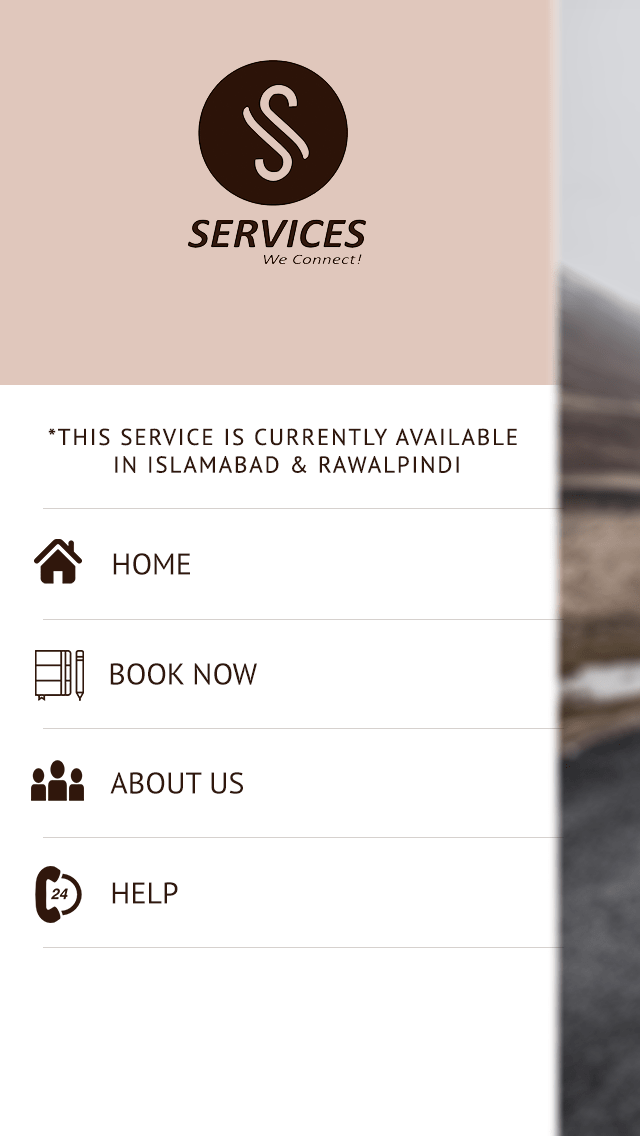 SERVICES
We Connect!
*THIS SERVICE IS CURRENTLY AVAILABLE
IN ISLAMABAD & RAWALPINDI
HOME
BOOK NOW
ABOUT US
24
HELP